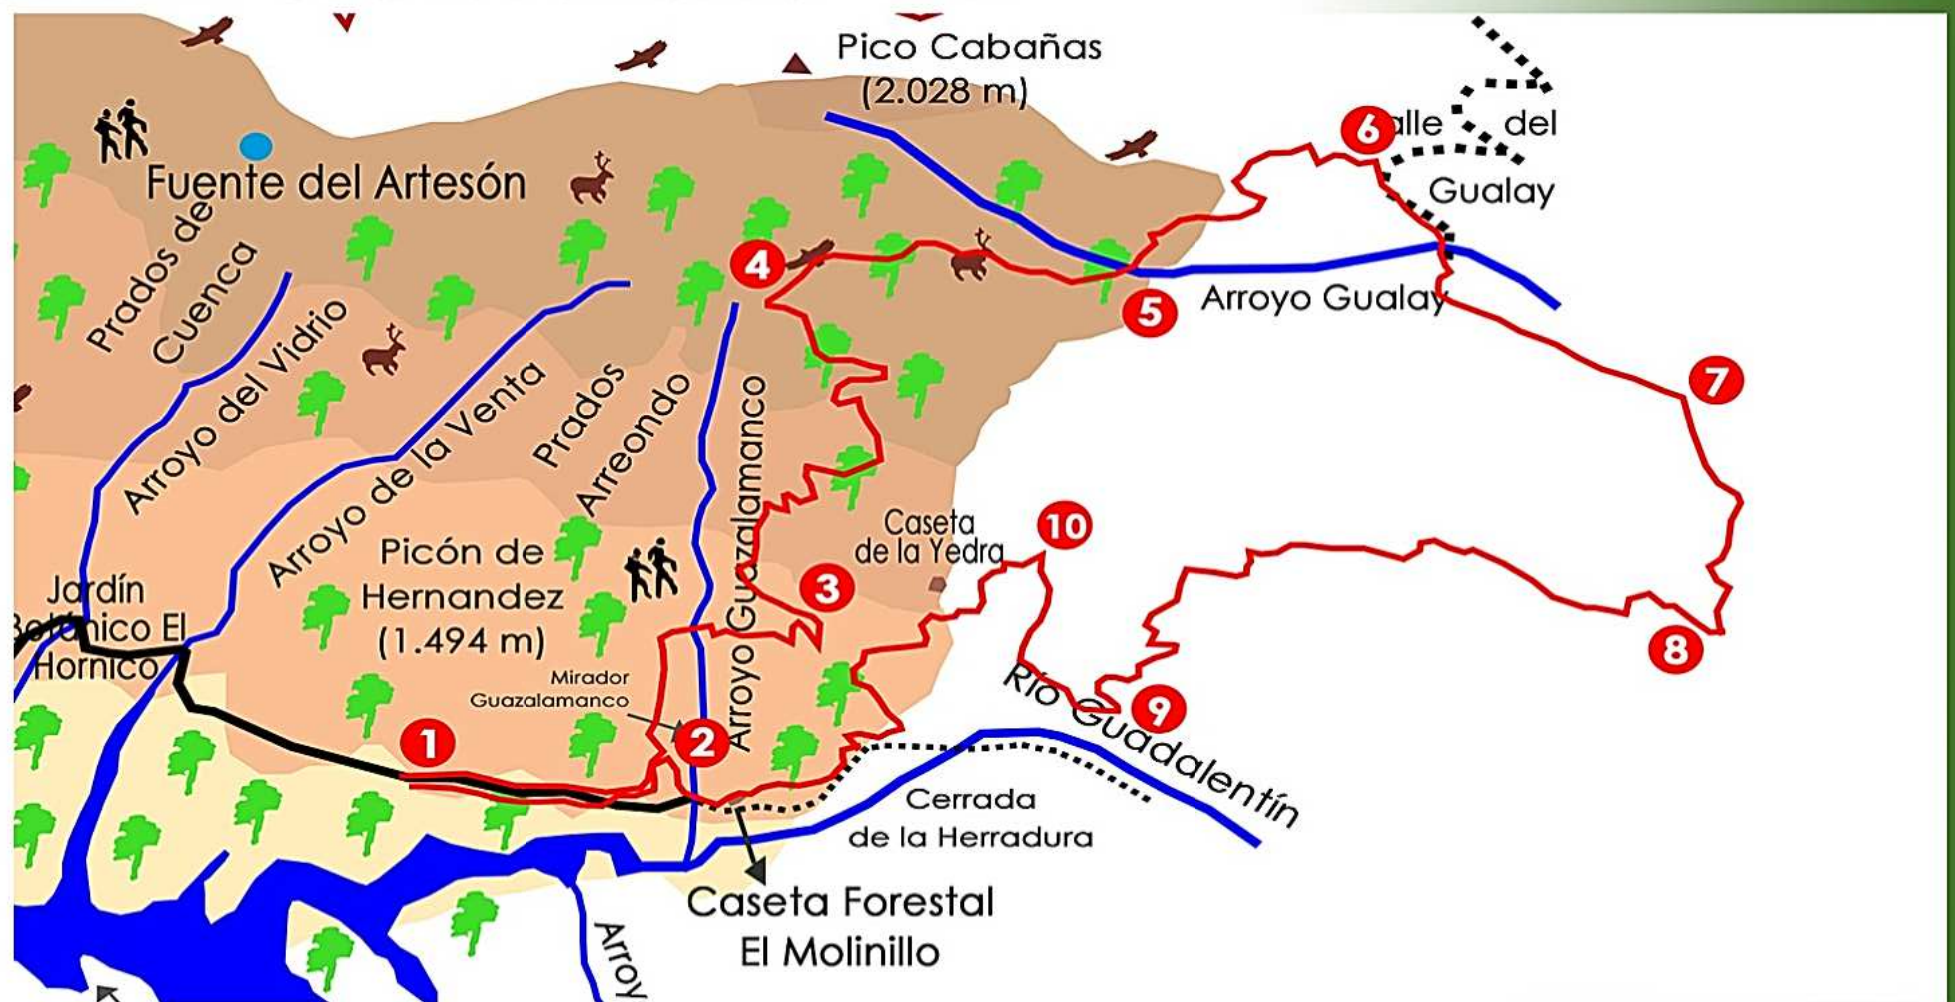 Pico Cabañas
(2.028 m)
6
alle del
Gualay
Fuente del Artesón
Prados de
Cuenca
4
5
Arroyo Gualay
Arroyo del Vidrio
Arroyo de la Venta
Prados
Arreondo
Arroyo Guazalamanco
7
Caseta
de la Yedra
10
Picón de
Hernandez
(1.494 m)
3
Jardín
Botánico El
Hornico
Mirador
Guazalamanco
8
1
2
9
Río Guadalentín
Cerrada
de la Herradura
Caseta Forestal
El Molinillo
Arroy